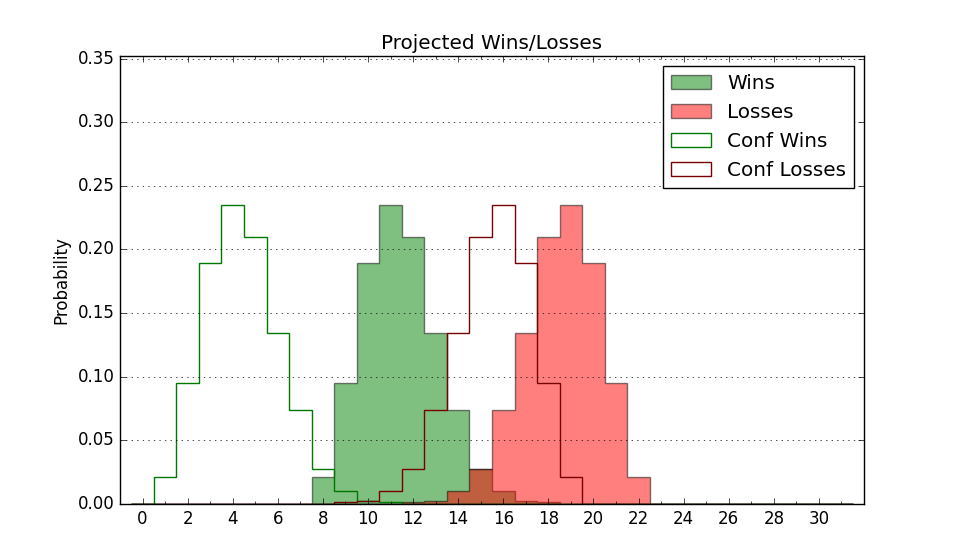 Projected Wins/Losses
Probability
0.35
0.30
0.25
0.20
0.15
0.10
0.05
0.00
0 2 4 6 8 10 12 14 16 18 20 22 24 26 28 30
Wins
Losses
Conf Wins
Conf Losses